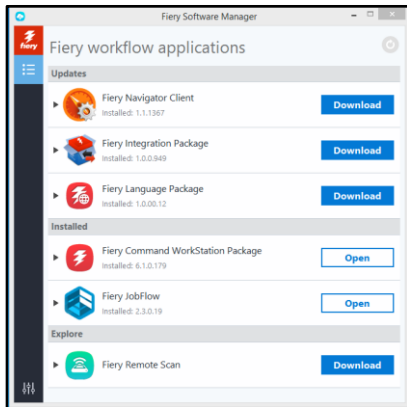 Fiery Software Manager
fiery
Fiery workflow applications
Updates
Fiery Navigator Client
Installed: 1.1.1367
Download
Fiery Integration Package
Installed: 1.0.0.949
Download
Fiery Language Package
Installed: 1.0.00.12
Download
Installed
Fiery Command WorkStation Package
Installed: 6.1.0.179
Open
Fiery JobFlow
Installed: 2.3.0.19
Open
Explore
Fiery Remote Scan
Download